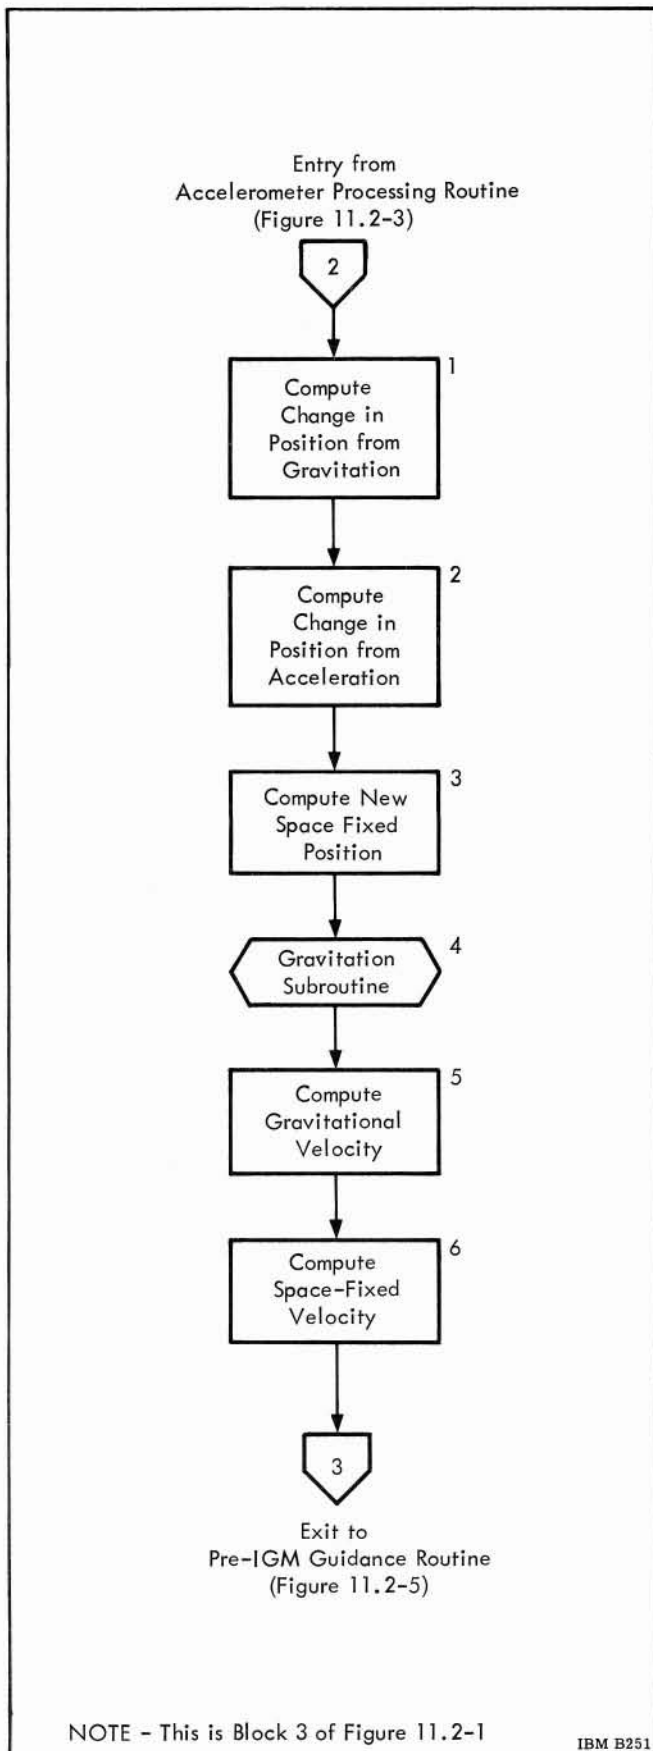 Entry from
Accelerometer Processing Routine
(Figure 11.2-3)
2
1
Compute
Change in
Position from
Gravitation
2
Compute
Change in
Position from
Acceleration
3
Compute New
Space Fixed
Position
4
Gravitation
Subroutine
5
Compute
Gravitational
Velocity
6
Compute
Space-Fixed
Velocity
3
Exit to
Pre-IGM Guidance Routine
(Figure 11.2-5)
NOTE - This is Block 3 of Figure 11.2-1
IBM B251